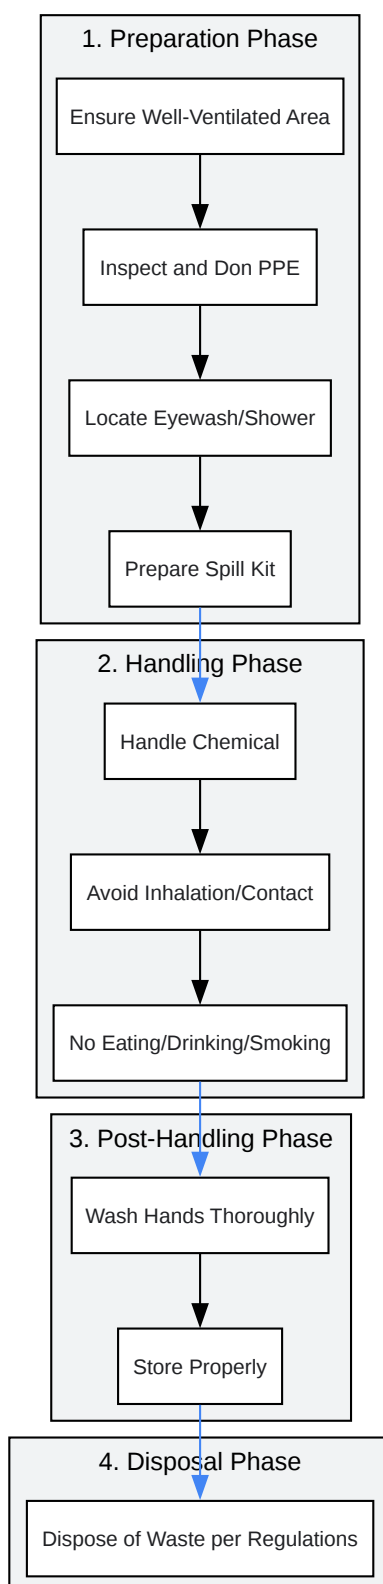 1. Preparation Phase
Ensure Well-Ventilated Area
Inspect and Don PPE
Locate Eyewash/Shower
Prepare Spill Kit
2. Handling Phase
Handle Chemical
Avoid Inhalation/Contact
No Eating/Drinking/Smoking
3. Post-Handling Phase
Wash Hands Thoroughly
Store Properly
4. Disposal Phase
Dispose of Waste per Regulations